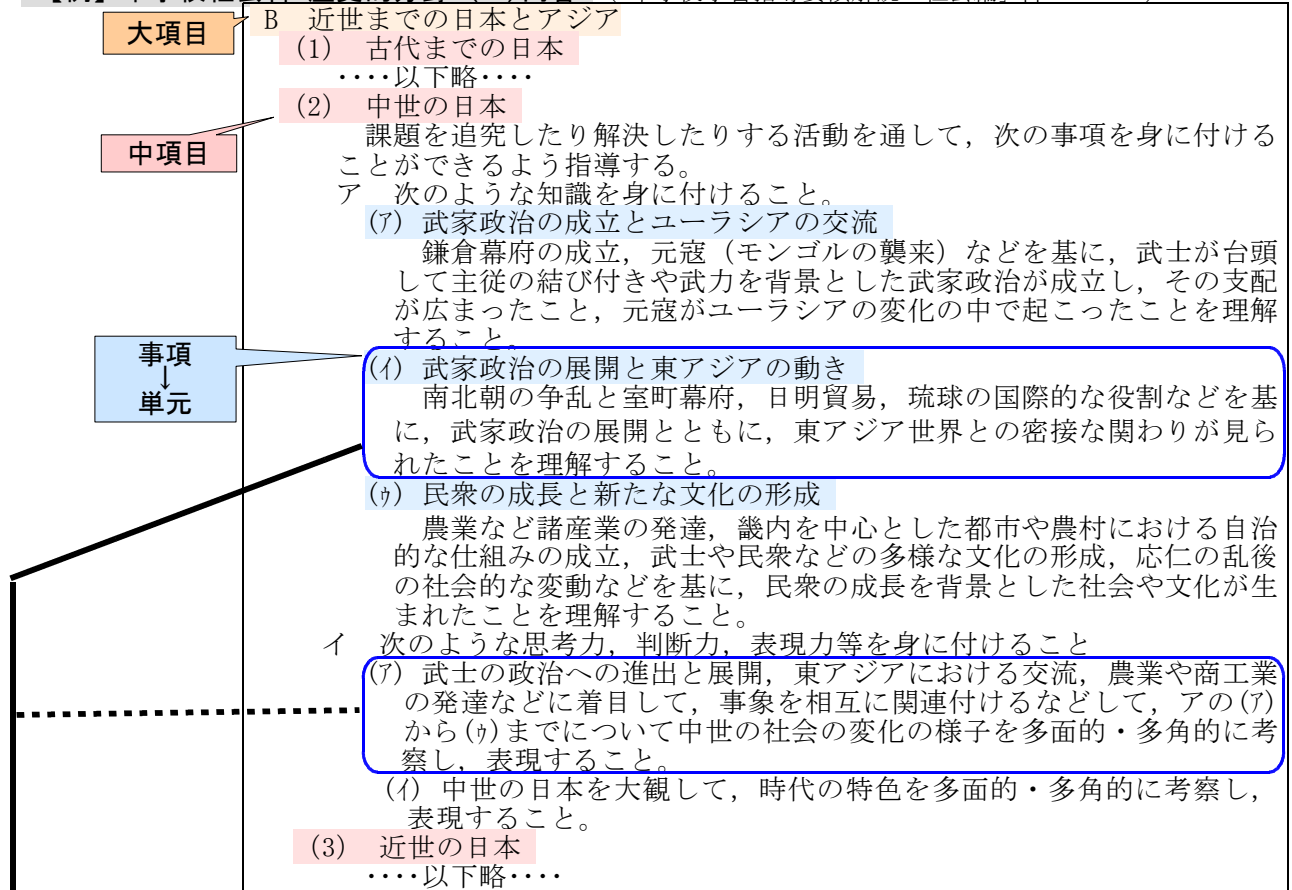 大項目
B 近世までの日本とアジア
(1) 古代までの日本
・・・・以下略・・・・
(2) 中世の日本
中項目
課題を追究したり解決したりする活動を通して，次の事項を身に付ける
ことができるよう指導する。
ア 次のような知識を身に付けること。
(ア) 武家政治の成立とユーラシアの交流
鎌倉幕府の成立，元寇（モンゴルの襲来）などを基に，武士が台頭
して主従の結び付きや武力を背景とした武家政治が成立し，その支配
が広まったこと，元寇がユーラシアの変化の中で起こったことを理解
すること。
事項
↓
単元
(イ) 武家政治の展開と東アジアの動き
南北朝の争乱と室町幕府，日明貿易，琉球の国際的な役割などを基
に，武家政治の展開とともに，東アジア世界との密接な関わりが見ら
れたことを理解すること。
(ウ) 民衆の成長と新たな文化の形成
農業など諸産業の発達，畿内を中心とした都市や農村における自治
的な仕組みの成立，武士や民衆などの多様な文化の形成，応仁の乱後
の社会的な変動などを基に，民衆の成長を背景とした社会や文化が生
まれたことを理解すること。
イ 次のような思考力，判断力，表現力等を身に付けること
(ア) 武士の政治への進出と展開，東アジアにおける交流，農業や商工業
の発達などに着目して，事象を相互に関連付けるなどして，アの(ア)
から(ウ)までについて中世の社会の変化の様子を多面的・多角的に考
察し，表現すること。
(イ) 中世の日本を大観して，時代の特色を多面的・多角的に考察し，
表現すること。
(3) 近世の日本
・・・・以下略・・・・